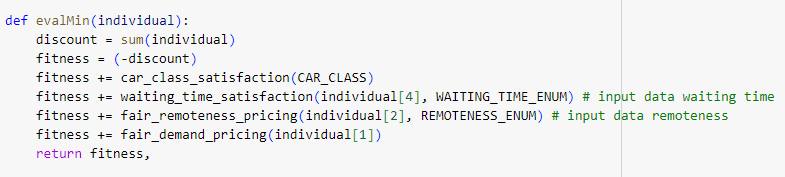 def evalMin(individual):
    discount = sum(individual)
    fitness = (-discount)
    fitness += car_class_satisfaction(CAR_CLASS)
    fitness += waiting_time_satisfaction(individual[4], WAITING_TIME_ENUM) # input data waiting time
    fitness += fair_remoteness_pricing(individual[2], REMOTENESS_ENUM) # input data remoteness
    fitness += fair_demand_pricing(individual[1])
    return fitness,